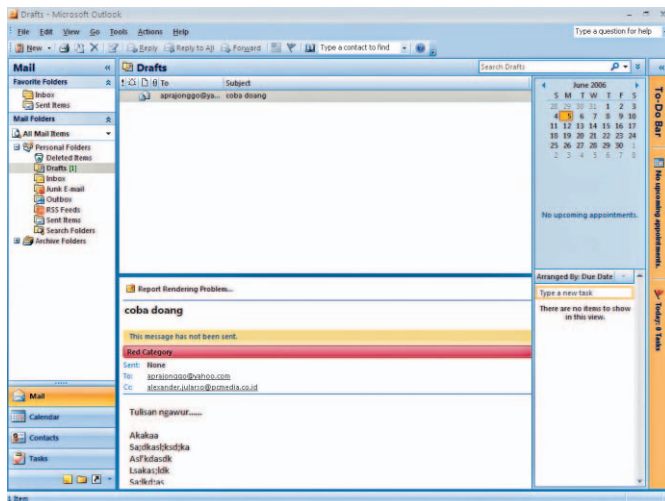 Drafts - Microsoft Outlook
File Edit View Go Tools Actions Help
Type a question for help
New Reply Reply to All Forward Type a contact to find
Mail «
Favorite Folders
Inbox
Sent Items
Mail Folders
All Mail Items
Personal Folders
Deleted Items
Drafts [1]
Inbox
Junk E-mail
Outbox
RSS Feeds
Sent Items
Search Folders
Archive Folders
Mail
Calendar
Contacts
Tasks
1 Item
Drafts
Search Drafts
To Subject
aprajonggo@ya... coba doang
Report Rendering Problem...
coba doang
This message has not been sent.
Red Category
Sent: None
To: aprajonggo@yahoo.com
Cc: alexander.jularso@pcmedia.co.id
Tulisan ngawur......
Akakaa
Sa;dkasl;ksd;ka
Asl'kdasdk
Lsakas;ldk
Sa;lkd;as
June 2006
S M T W T F S
28 29 30 31 1 2 3
4 5 6 7 8 9 10
11 12 13 14 15 16 17
18 19 20 21 22 23 24
25 26 27 28 29 30 1
2 3 4 5 6 7 8
No upcoming appointments.
Arranged By: Due Date
Type a new task
There are no items to show
in this view.
«
To-Do Bar
No upcoming appointments.
Today: 0 Tasks